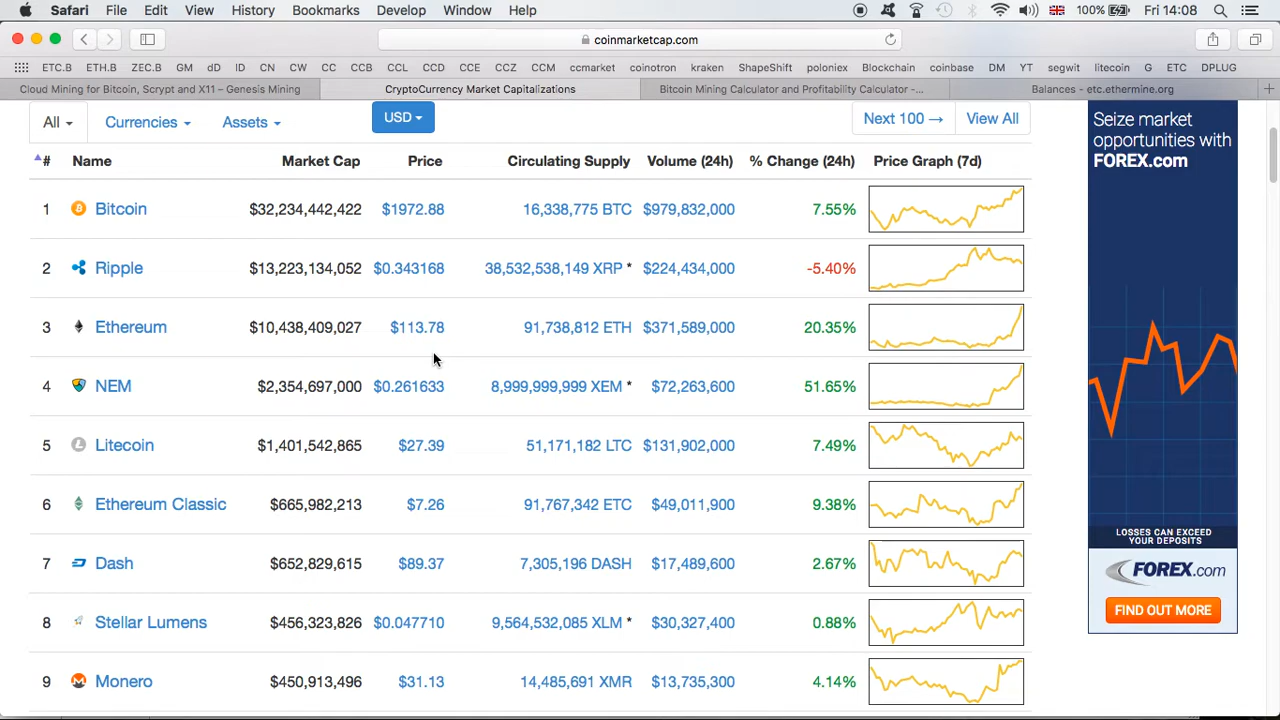 Safari File Edit View History Bookmarks Develop Window Help 100% Fri 14:08
coinmarketcap.com
ETC.B ETH.B ZEC.B GM dD ID CN CW CC CCB CCL CCD CCE CCZ CCM ccmarket coinotron kraken ShapeShift poloniex Blockchain coinbase DM YT segwit litecoin G ETC DPLUG
Cloud Mining for Bitcoin, Scrypt and X11 – Genesis Mining CryptoCurrency Market Capitalizations Bitcoin Mining Calculator and Profitability Calculator -... Balances - etc.ethermine.org
All Currencies Assets USD Next 100 → View All
# Name Market Cap Price Circulating Supply Volume (24h) % Change (24h) Price Graph (7d)
1 Bitcoin $32,234,442,422 $1972.88 16,338,775 BTC $979,832,000 7.55%
2 Ripple $13,223,134,052 $0.343168 38,532,538,149 XRP * $224,434,000 -5.40%
3 Ethereum $10,438,409,027 $113.78 91,738,812 ETH $371,589,000 20.35%
4 NEM $2,354,697,000 $0.261633 8,999,999,999 XEM * $72,263,600 51.65%
5 Litecoin $1,401,542,865 $27.39 51,171,182 LTC $131,902,000 7.49%
6 Ethereum Classic $665,982,213 $7.26 91,767,342 ETC $49,011,900 9.38%
7 Dash $652,829,615 $89.37 7,305,196 DASH $17,489,600 2.67%
8 Stellar Lumens $456,323,826 $0.047710 9,564,532,085 XLM * $30,327,400 0.88%
9 Monero $450,913,496 $31.13 14,485,691 XMR $13,735,300 4.14%
Seize market
opportunities with
FOREX.com
LOSSES CAN EXCEED
YOUR DEPOSITS
FOREX.com
FIND OUT MORE